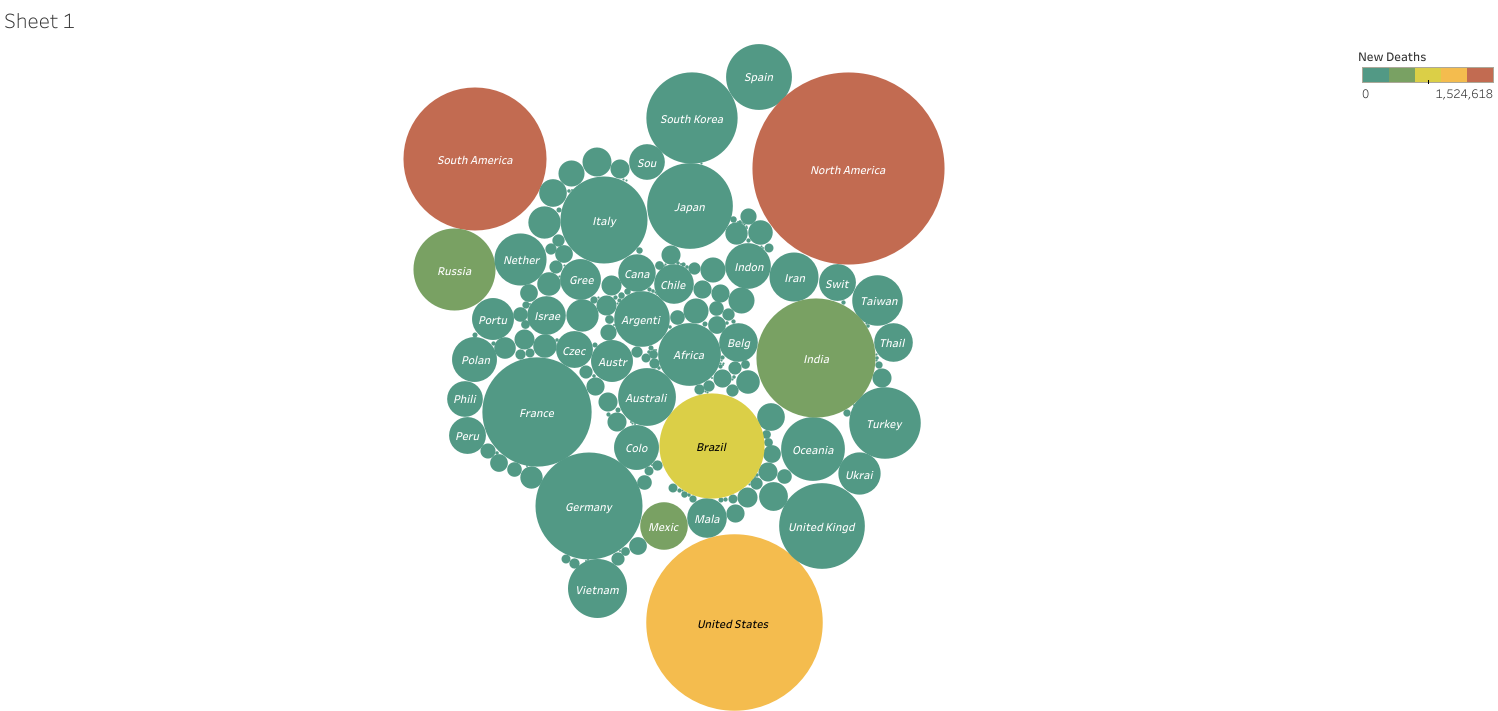 Sheet 1
New Deaths
0 1,524,618
Spain
South Korea
South America
North America
Sou
Japan
Italy
Nether
Russia
Indon
Cana
Gree
Iran
Chile
Swit
Taiwan
Israe
Portu
Argenti
Belg
Thail
Czec
Africa
India
Polan
Austr
Australi
Phili
France
Turkey
Peru
Brazil
Colo
Oceania
Ukrai
Germany
Mala
Mexic
United Kingd
Vietnam
United States